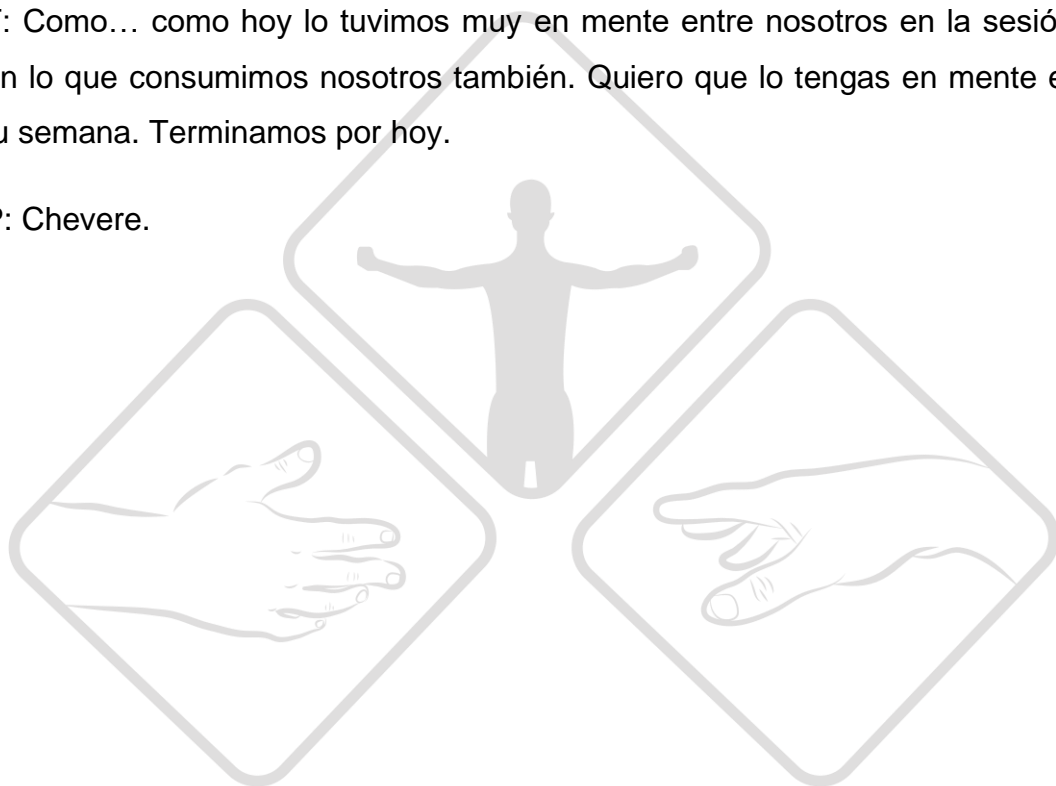 : Como… como hoy lo tuvimos muy en mente entre nosotros en la sesió
n lo que consumimos nosotros también. Quiero que lo tengas en mente e
u semana. Terminamos por hoy.
: Chevere.